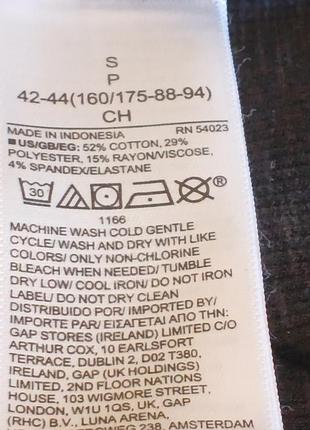 S
P
42-44(160/175-88-94)
CH
MADE IN INDONESIA RN 54023
■ US/GB/EG: 52% COTTON, 29%
POLYESTER, 15% RAYON/VISCOSE,
4% SPANDEX/ELASTANE
30
®
1166
MACHINE WASH COLD GENTLE
CYCLE/ WASH AND DRY WITH LIKE
COLORS/ ONLY NON-CHLORINE
BLEACH WHEN NEEDED/ TUMBLE
DRY LOW/ COOL IRON/ DO NOT IRON
LABEL/ DO NOT DRY CLEAN
DISTRIBUIDO POR/ IMPORTED BY/
IMPORTE PAR/ ΕΙΣΑΓΕΤΑΙ ΑΠΟ ΤΗΝ:
GAP STORES (IRELAND) LIMITED C/O
ARTHUR COX, 10 EARLSFORT
TERRACE, DUBLIN 2, D02 T380,
IRELAND, GAP (UK HOLDINGS)
LIMITED, 2ND FLOOR NATIONS
HOUSE, 103 WIGMORE STREET,
LONDON, W1U 1QS, UK, GAP
(RHC) B.V., LUNA ARENA,
238, AMSTERDAM